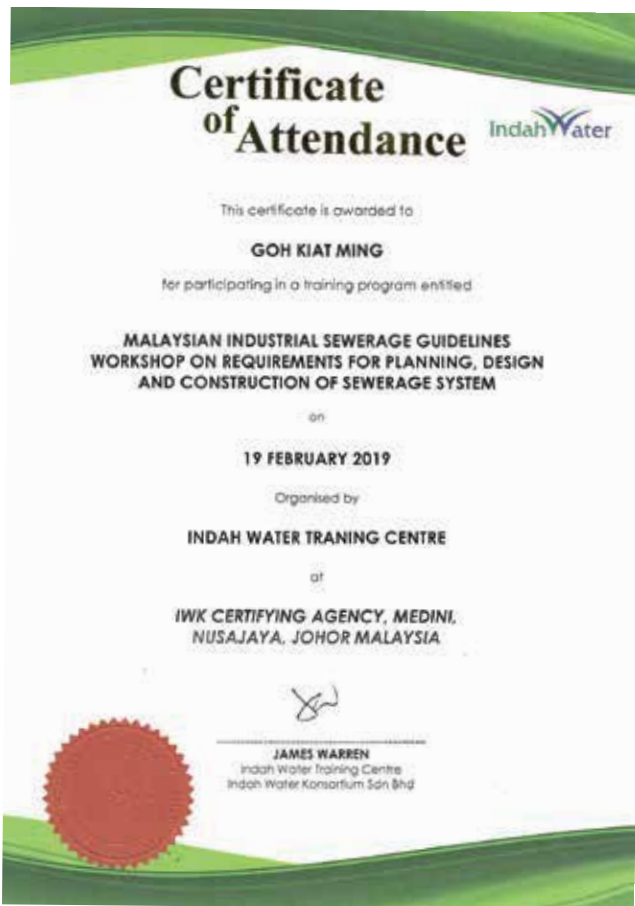 Certificate
of Attendance
IndahWater
This certificate is awarded to
GOH KIAT MING
for participating in a training program entitled
MALAYSIAN INDUSTRIAL SEWERAGE GUIDELINES
WORKSHOP ON REQUIREMENTS FOR PLANNING, DESIGN
AND CONSTRUCTION OF SEWERAGE SYSTEM
on
19 FEBRUARY 2019
Organised by
INDAH WATER TRANING CENTRE
at
IWK CERTIFYING AGENCY, MEDINI,
NUSAJAYA, JOHOR MALAYSIA
JAMES WARREN
Indah Water Training Centre
Indah Water Konsortium Sdn Bhd